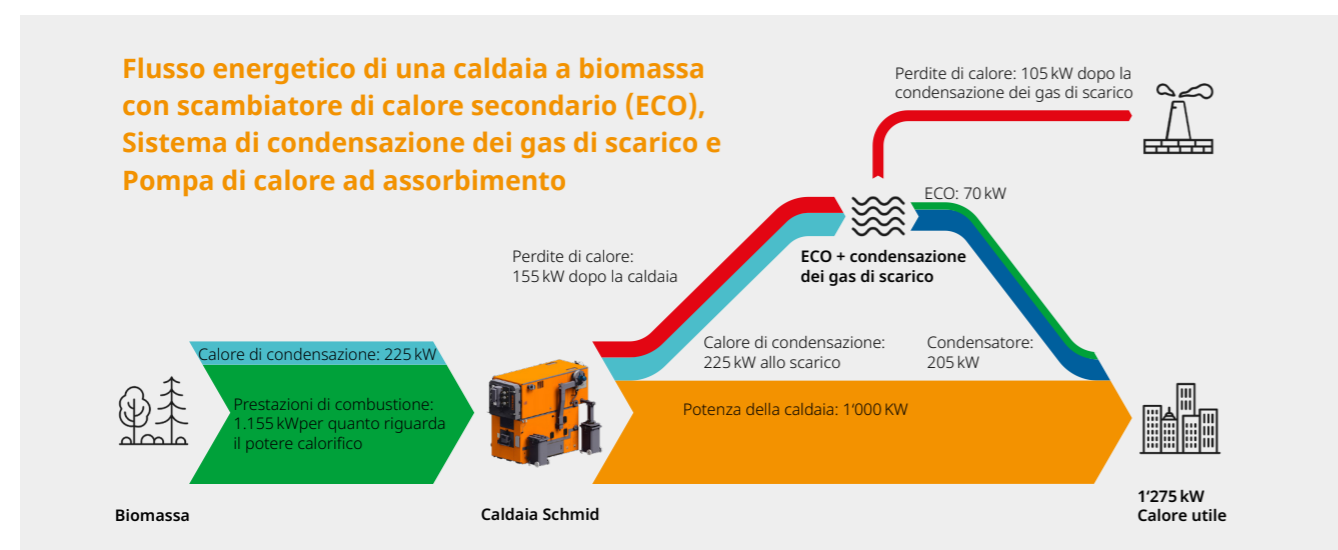 Flusso energetico di una caldaia a biomassa
con scambiatore di calore secondario (ECO),
Sistema di condensazione dei gas di scarico e
Pompa di calore ad assorbimento
Perdite di calore: 105 kW dopo la
condensazione dei gas di scarico
ECO: 70 kW
Perdite di calore:
155 kW dopo la caldaia
ECO + condensazione
dei gas di scarico
Calore di condensazione: 225 kW
Calore di condensazione:
225 kW allo scarico
Condensatore:
205 kW
Prestazioni di combustione:
1.155 kWper quanto riguarda
il potere calorifico
Potenza della caldaia: 1'000 KW
Biomassa
Caldaia Schmid
1'275 kW
Calore utile